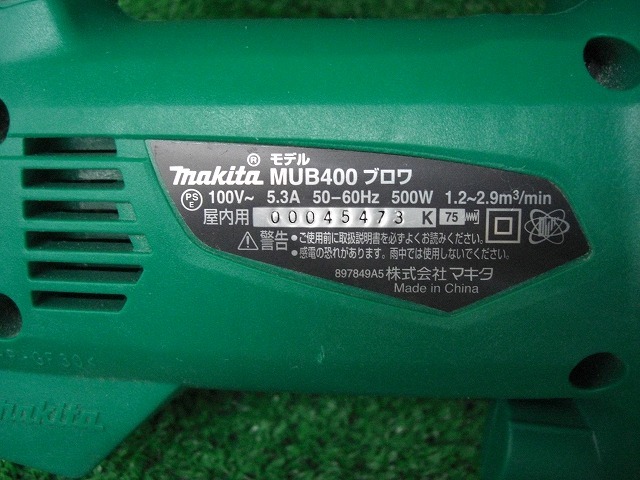 モデル
makita® MUB400 ブロワ
PS E 100V～ 5.3A 50–60Hz 500W 1.2~2.9m³/min
屋内用 00045473 K 75
警告 ●ご使用前に取扱説明書を必ずよくお読みください。
●感電の恐れがあります。雨中では使用しないでください。
897849A5 株式会社 マキタ
Made in China
makita